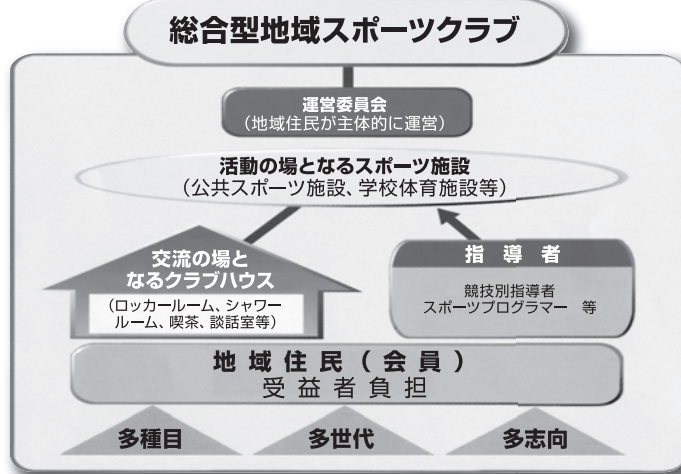 総合型地域スポーツクラブ
運営委員会
（地域住民が主体的に運営）
活動の場となるスポーツ施設
（公共スポーツ施設、学校体育施設等）
交流の場と
なるクラブハウス
（ロッカールーム、シャワー
ルーム、喫茶、談話室等）
指導者
競技別指導者
スポーツプログラマー　等
地域住民（会員）
受益者負担
多種目
多世代
多志向